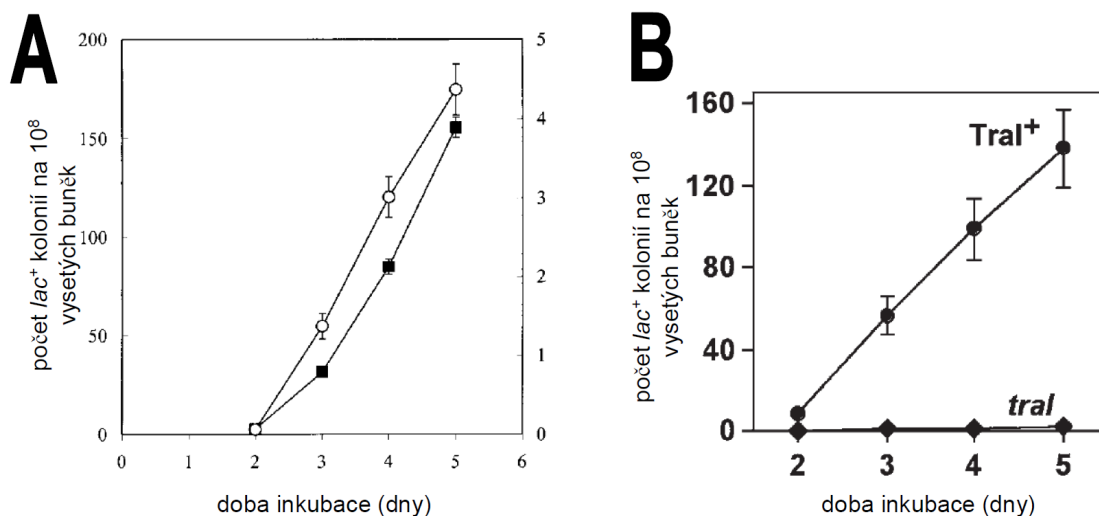 A
počet lac⁺ kolonií na 10⁸
vysetých buněk
200
150
100
50
0
5
4
3
2
1
0
0 1 2 3 4 5 6
doba inkubace (dny)
B
počet lac⁺ kolonií na 10⁸
vysetých buněk
160
120
80
40
0
TraI⁺
traI
2 3 4 5
doba inkubace (dny)